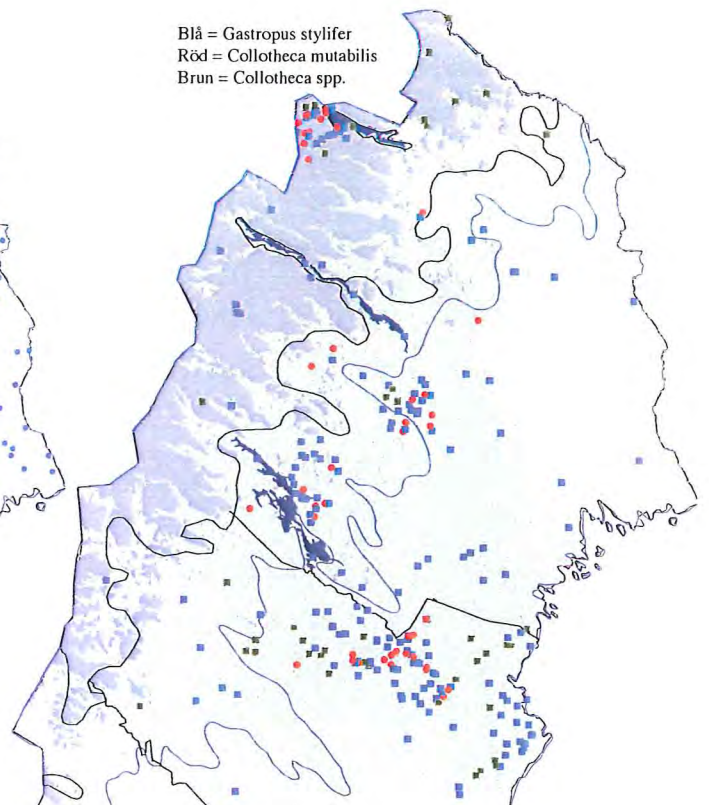 Blå = Gastropus stylifer
Röd = Collotheca mutabilis
Brun = Collotheca spp.